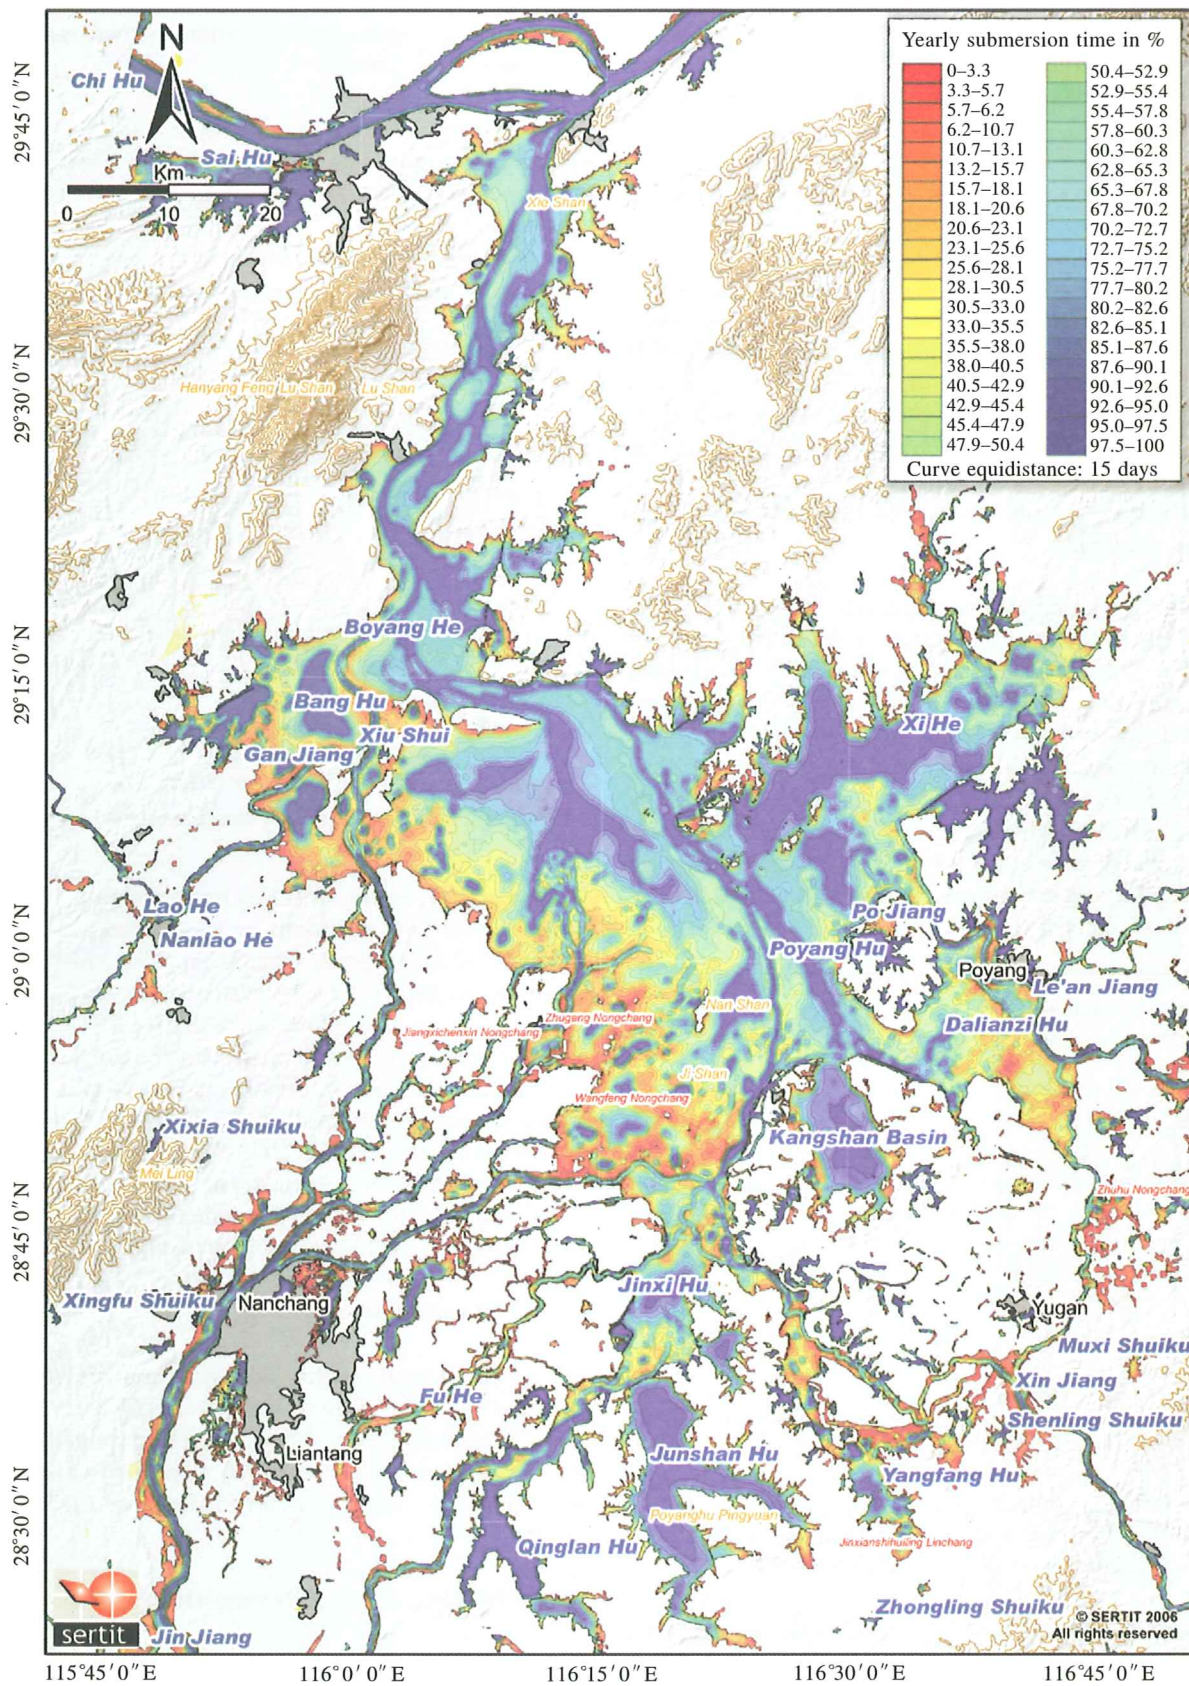 N
Chi Hu
Sai Hu
Km
0 10 20
Yearly submersion time in %
0–3.3
3.3–5.7
5.7–6.2
6.2–10.7
10.7–13.1
13.2–15.7
15.7–18.1
18.1–20.6
20.6–23.1
23.1–25.6
25.6–28.1
28.1–30.5
30.5–33.0
33.0–35.5
35.5–38.0
38.0–40.5
40.5–42.9
42.9–45.4
45.4–47.9
47.9–50.4
50.4–52.9
52.9–55.4
55.4–57.8
57.8–60.3
60.3–62.8
62.8–65.3
65.3–67.8
67.8–70.2
70.2–72.7
72.7–75.2
75.2–77.7
77.7–80.2
80.2–82.6
82.6–85.1
85.1–87.6
87.6–90.1
90.1–92.6
92.6–95.0
95.0–97.5
97.5–100
Curve equidistance: 15 days
Xie Shan
Hanyang Feng Lu Shan
Lu Shan
Boyang He
Bang Hu
Xiu Shui
Gan Jiang
Xi He
Lao He
Nanlao He
Po Jiang
Poyang Hu
Poyang
Le'an Jiang
Nan Shan
Zhugeng Nongchang
Jiangxichenxin Nongchang
Dalianzi Hu
Ji Shan
Wangfeng Nongchang
Xixia Shuiku
Kangshan Basin
Mei Ling
Zhuhu Nongchang
Jinxi Hu
Xingfu Shuiku
Nanchang
Yugan
Muxi Shuiku
Xin Jiang
Fu He
Shenling Shuiku
Liantang
Junshan Hu
Yangfang Hu
Poyanghu Pingyuan
Qinglan Hu
Jinxianshihuiling Linchang
Zhongling Shuiku
sertit
Jin Jiang
© SERTIT 2006
All rights reserved
29°45′0″N
29°30′0″N
29°15′0″N
29°0′0″N
28°45′0″N
28°30′0″N
115°45′0″E
116°0′0″E
116°15′0″E
116°30′0″E
116°45′0″E